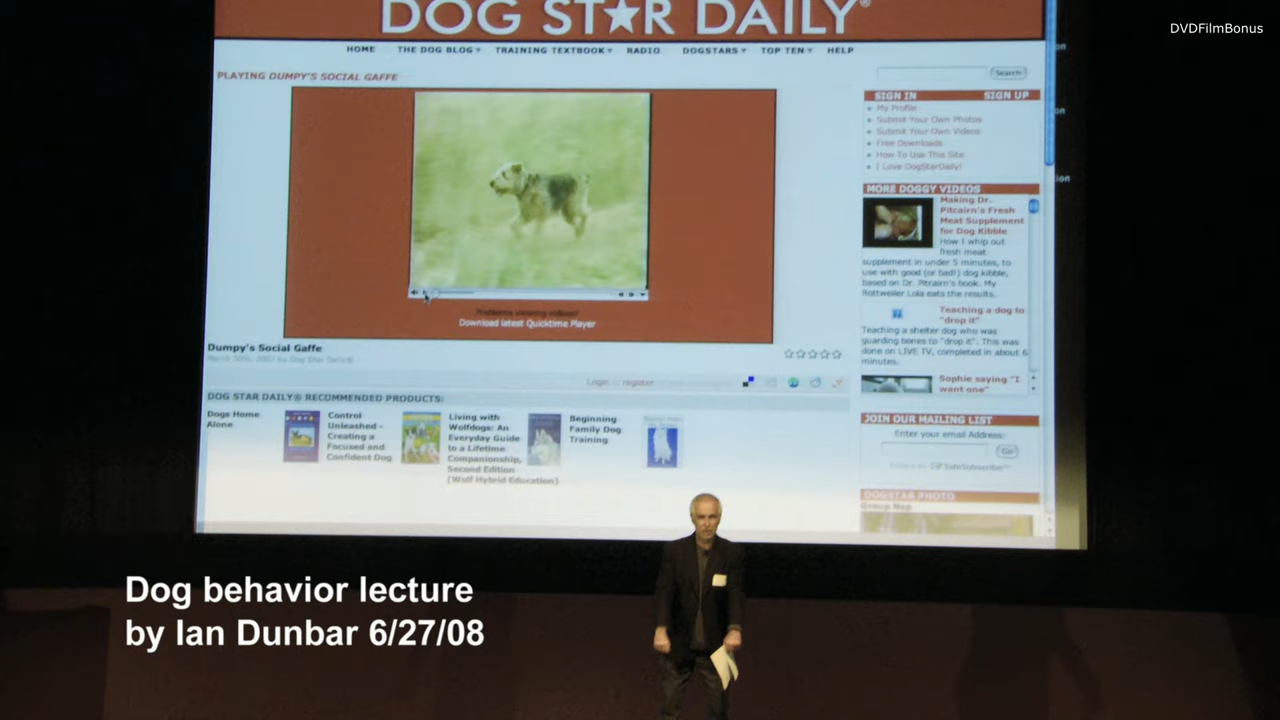 DVDFilmBonus
DOG STAR DAILY®
HOME THE DOG BLOG TRAINING TEXTBOOK RADIO DOGSTARS TOP TEN HELP
PLAYING DUMPY'S SOCIAL GAFFE
Search
SIGN IN SIGN UP
My Profile
Submit Your Own Photos
Submit Your Own Videos
Free Downloads
How To Use This Site
I Love DogStarDaily!
MORE DOGGY VIDEOS
Making Dr.
Pitcairn's Fresh
Meat Supplement
for Dog Kibble
How I whip out
fresh meat
supplement in under 5 minutes, to
use with good (or bad!) dog kibble,
based on Dr. Pitcairn's book. My
Rottweiler Lola eats the results.
Teaching a dog to
"drop it"
Teaching a shelter dog who was
guarding bones to "drop it". This was
done on LIVE TV, completed in about 6
minutes.
Sophie saying "I
want one"
Problems viewing videos?
Download latest Quicktime Player
Dumpy's Social Gaffe
Login or register
DOG STAR DAILY® RECOMMENDED PRODUCTS:
Dogs Home
Alone
Control
Unleashed -
Creating a
Focused and
Confident Dog
Living with
Wolfdogs: An
Everyday Guide
to a Lifetime
Companionship,
Second Edition
(Wolf Hybrid Education)
Beginning
Family Dog
Training
JOIN OUR MAILING LIST
Enter your email Address:
Go
DOGSTAR PHOTO
Group Nap
Dog behavior lecture
by Ian Dunbar 6/27/08